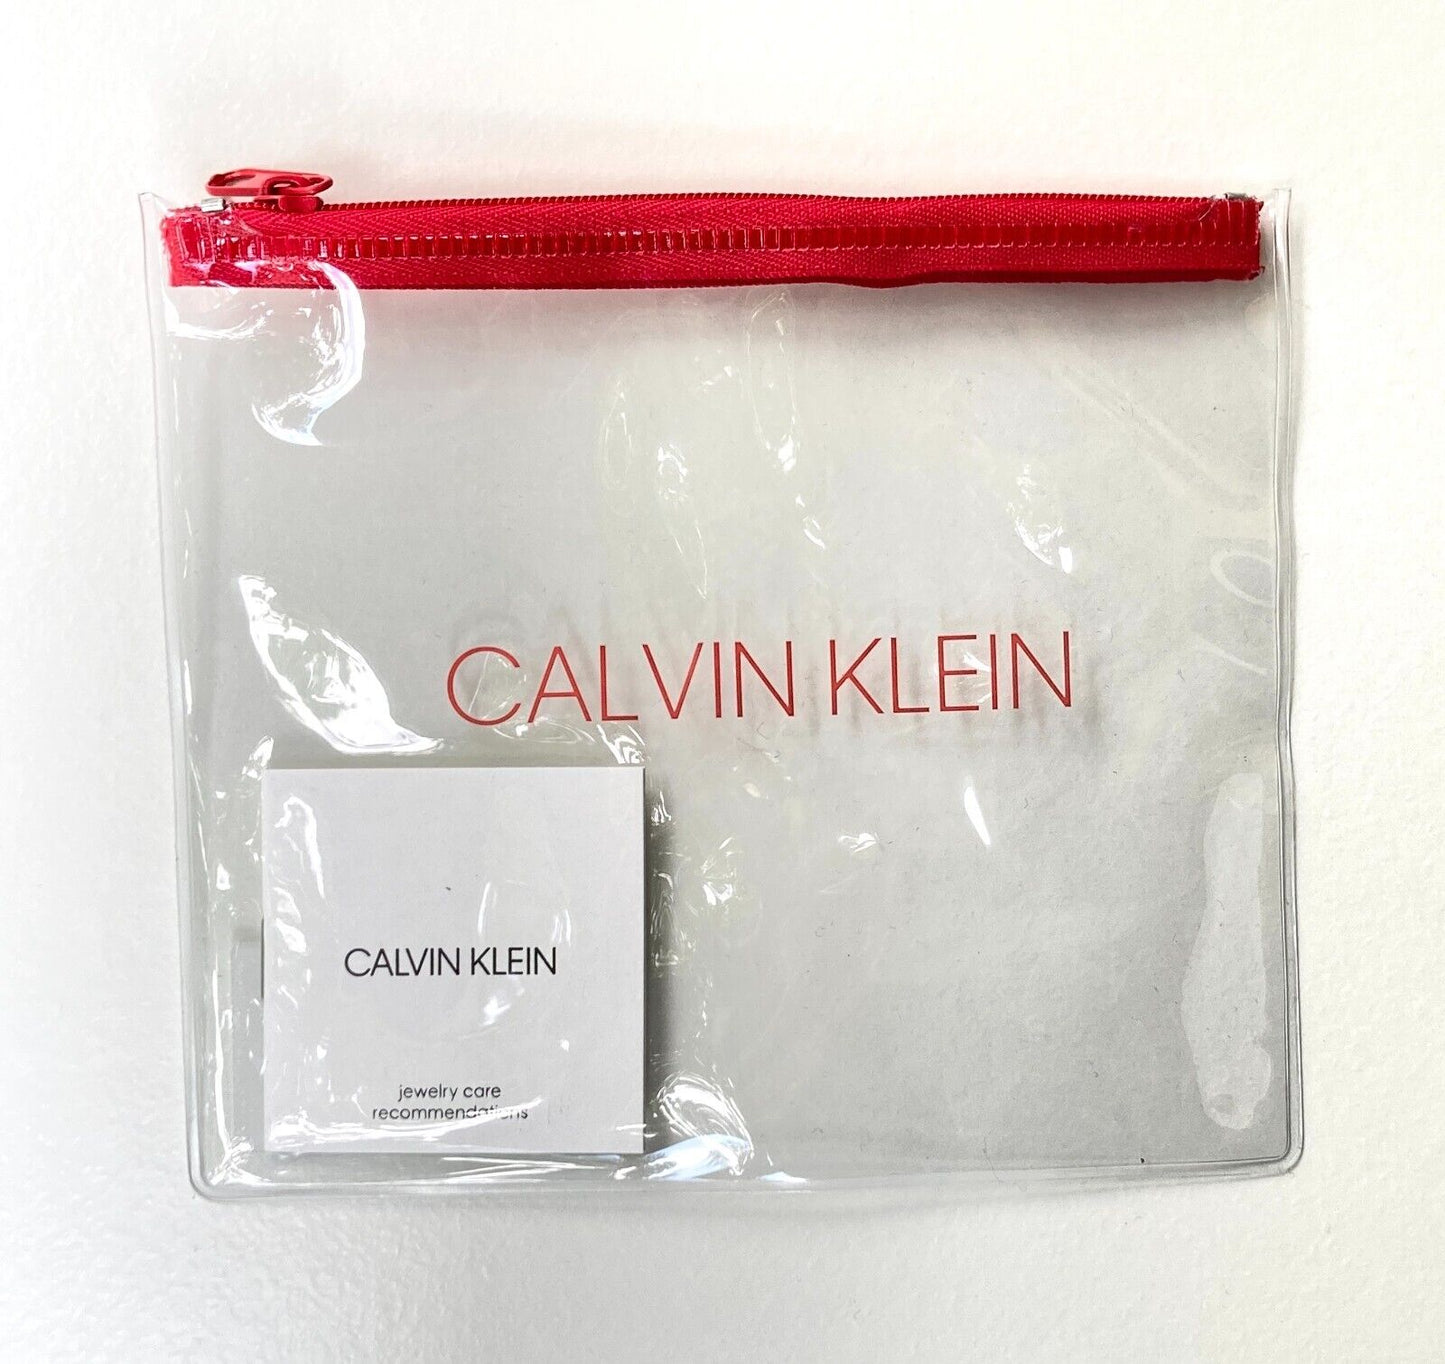 CALVIN KLEIN
CALVIN KLEIN
jewelry care
recommendations